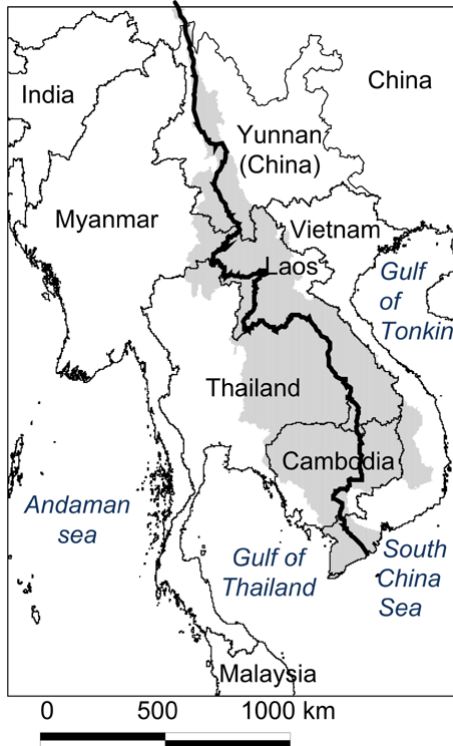 China
India
Yunnan
(China)
Myanmar
Vietnam
Laos
Gulf
of
Tonkin
Thailand
Cambodia
Andaman
sea
Gulf of
Thailand
South
China
Sea
Malaysia
0 500 1000 km